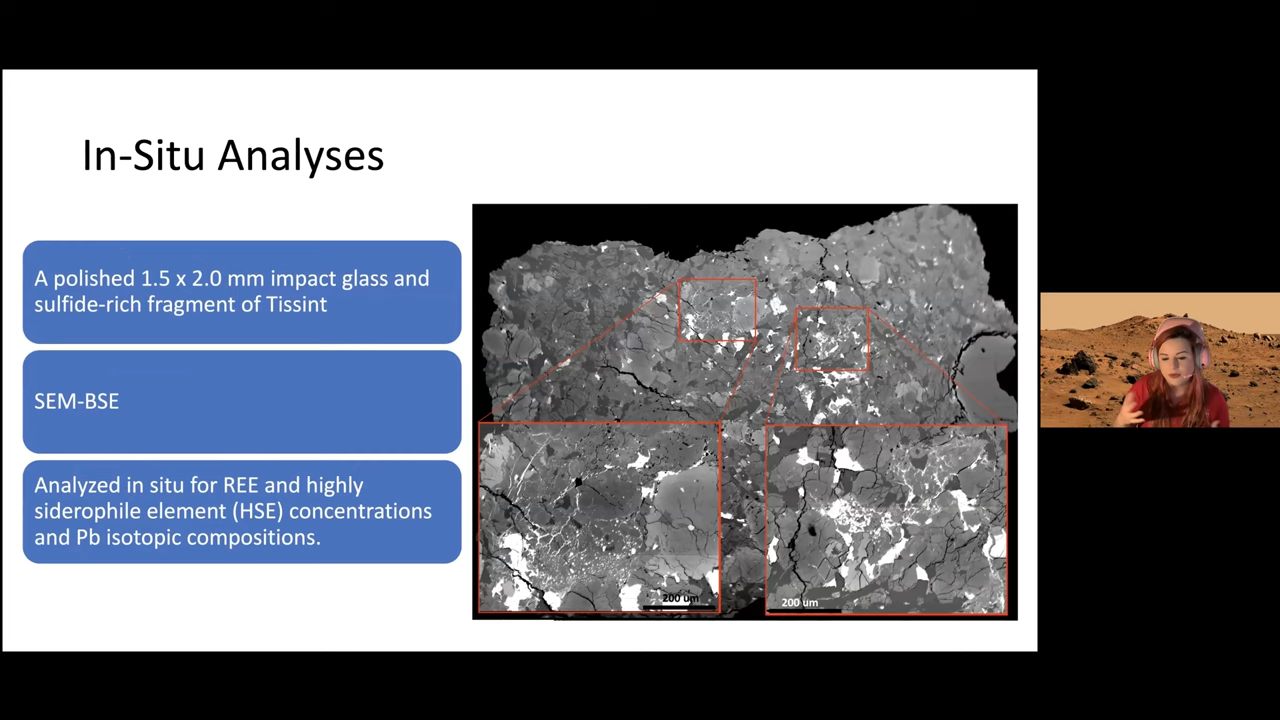 In-Situ Analyses
A polished 1.5 x 2.0 mm impact glass and
sulfide-rich fragment of Tissint
SEM-BSE
Analyzed in situ for REE and highly
siderophile element (HSE) concentrations
and Pb isotopic compositions.
200 um
200 um